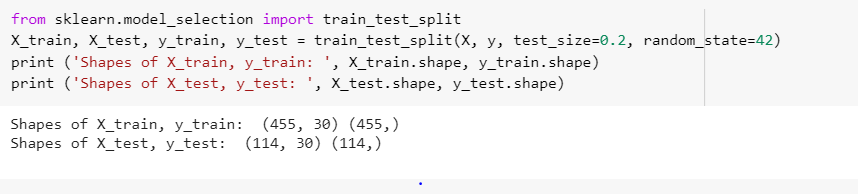 from sklearn.model_selection import train_test_split
X_train, X_test, y_train, y_test = train_test_split(X, y, test_size=0.2, random_state=42)
print ('Shapes of X_train, y_train: ', X_train.shape, y_train.shape)
print ('Shapes of X_test, y_test: ', X_test.shape, y_test.shape)
Shapes of X_train, y_train:  (455, 30) (455,)
Shapes of X_test, y_test:  (114, 30) (114,)